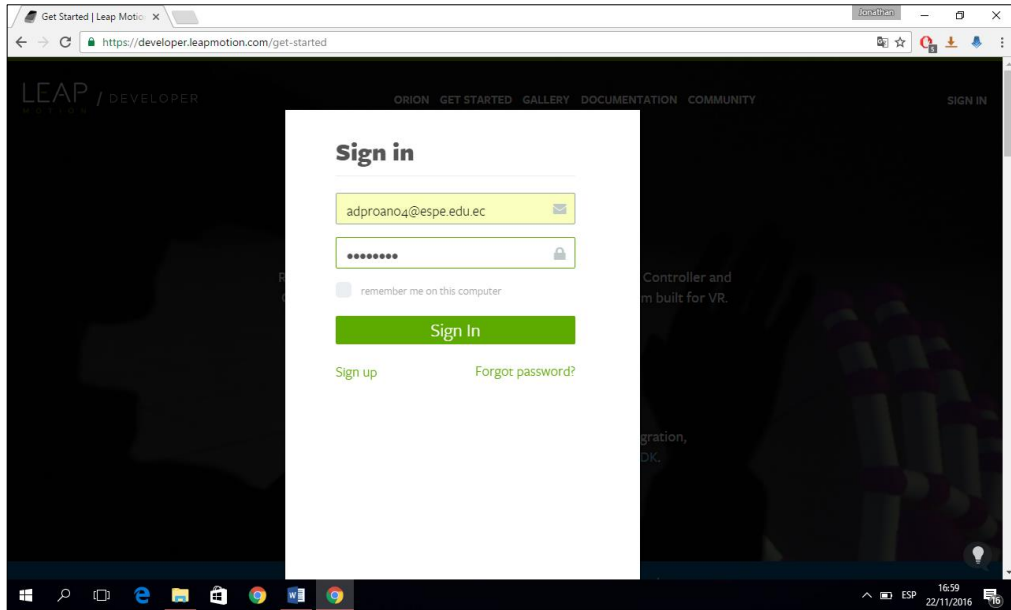 Get Started | Leap Motio
Jonathan
https://developer.leapmotion.com/get-started
LEAP / DEVELOPER
MOTION
ORION GET STARTED GALLERY DOCUMENTATION COMMUNITY
SIGN IN
Sign in
adproano4@espe.edu.ec
••••••••
Controller and
remember me on this computer
m built for VR.
Sign In
Sign up
Forgot password?
gration,
DK.
ESP
16:59
22/11/2016
16